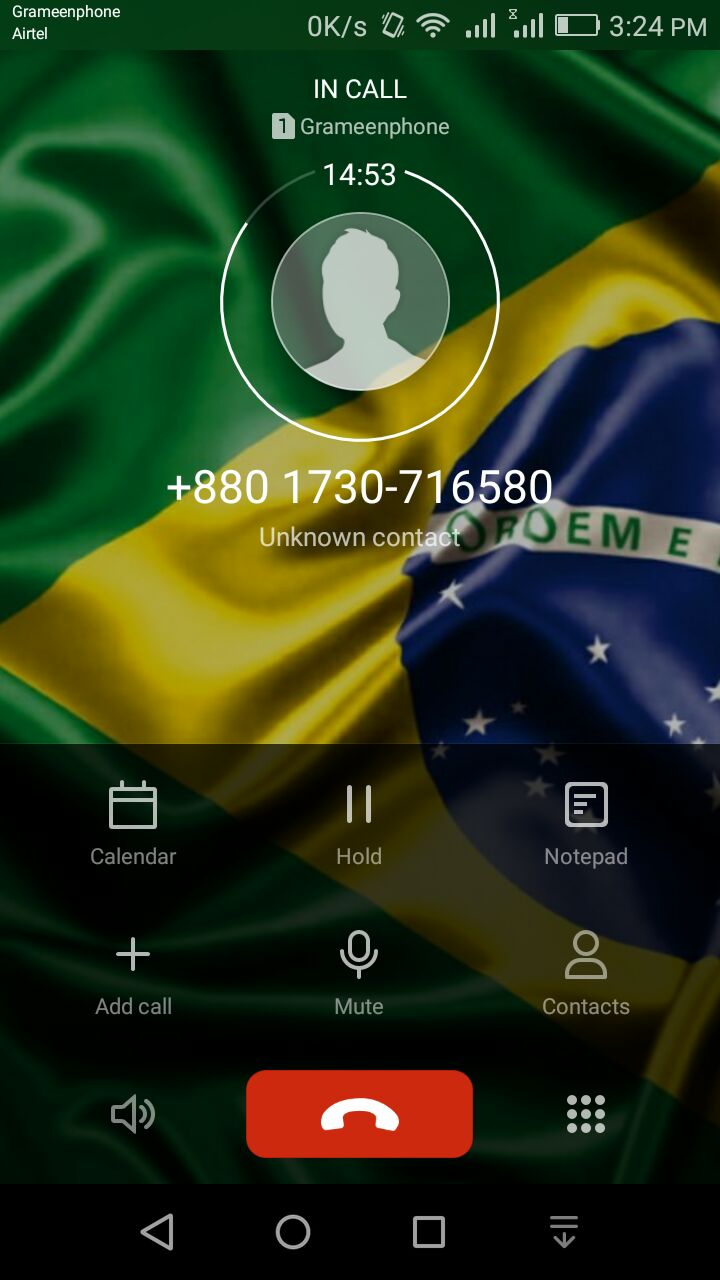 Grameenphone
Airtel
0K/s
3:24 PM
IN CALL
1 Grameenphone
14:53
+880 1730-716580
Unknown contact
ORDEM E
Calendar
Hold
Notepad
Add call
Mute
Contacts